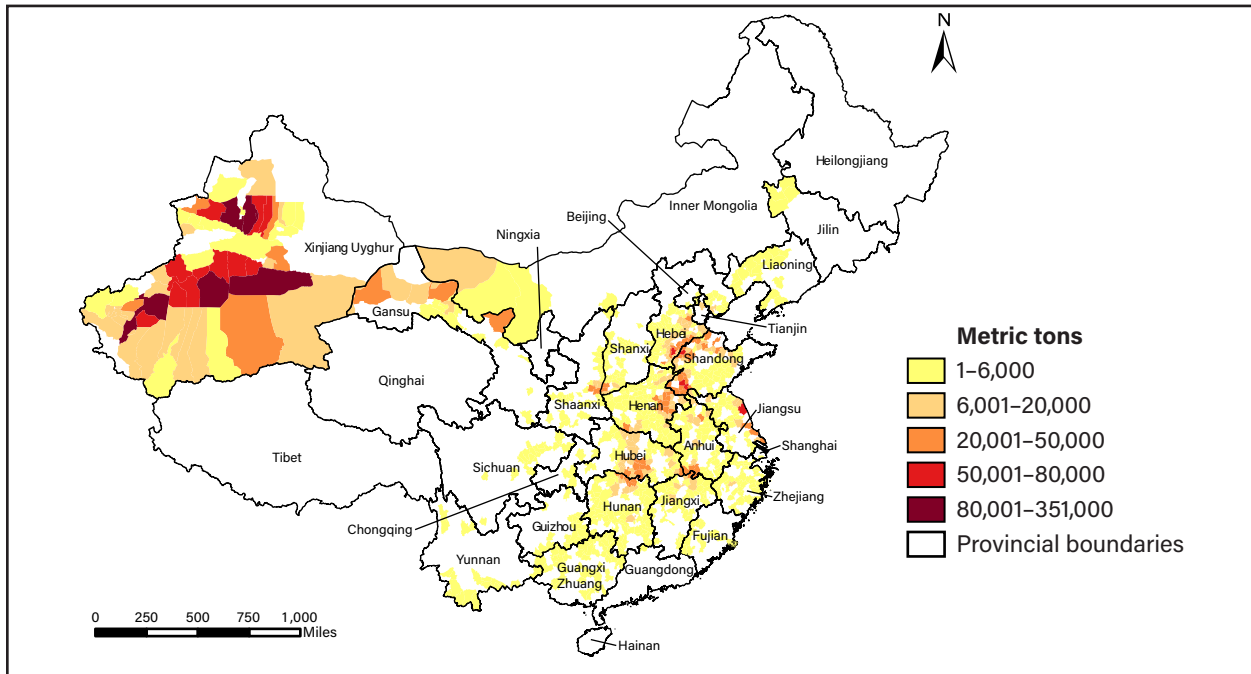 N
Heilongjiang
Inner Mongolia
Beijing
Jilin
Ningxia
Xinjiang Uyghur
Liaoning
Gansu
Tianjin
Hebei
Shanxi
Shandong
Qinghai
Shaanxi
Henan
Jiangsu
Anhui
Shanghai
Tibet
Sichuan
Hubei
Zhejiang
Chongqing
Hunan
Jiangxi
Guizhou
Fujian
Yunnan
Guangxi
Zhuang
Guangdong
Hainan
0 250 500 750 1,000
Miles
Metric tons
1–6,000
6,001–20,000
20,001–50,000
50,001–80,000
80,001–351,000
Provincial boundaries